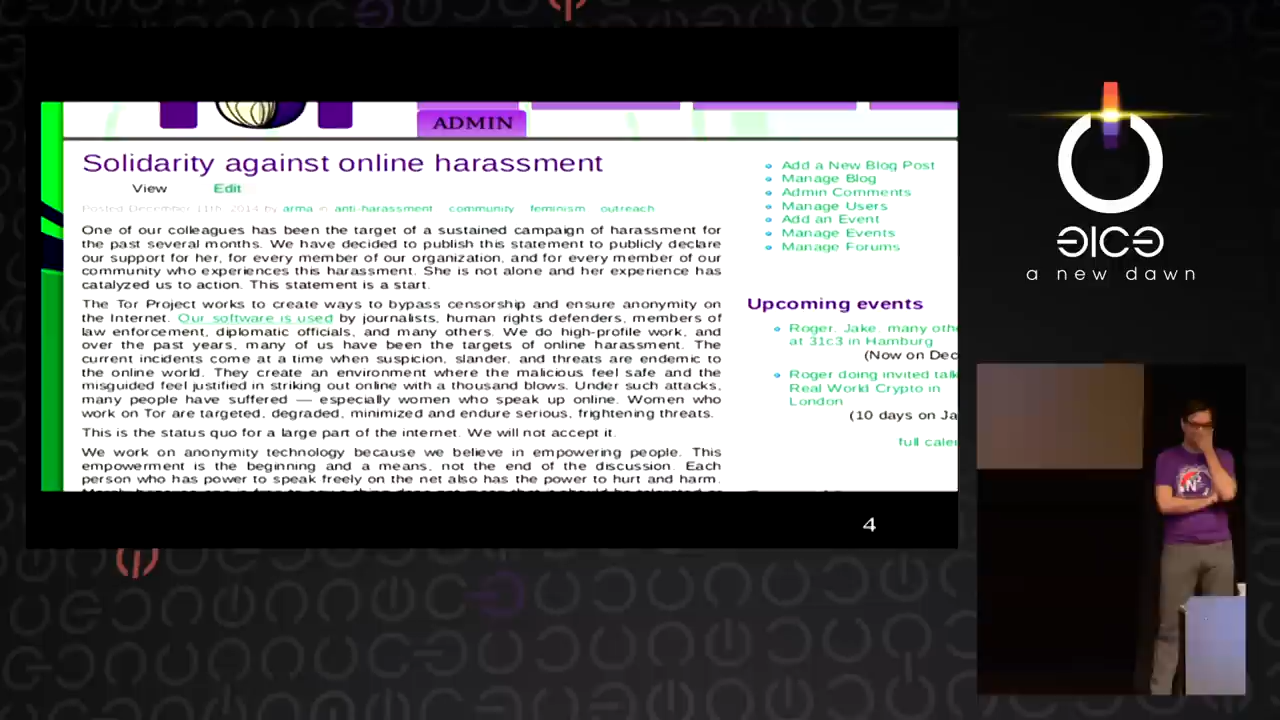 ADMIN
Solidarity against online harassment
View Edit
Posted December 11th, 2014 by arma in anti-harassment community feminism outreach
One of our colleagues has been the target of a sustained campaign of harassment for
the past several months. We have decided to publish this statement to publicly declare
our support for her, for every member of our organization, and for every member of our
community who experiences this harassment. She is not alone and her experience has
catalyzed us to action. This statement is a start.
The Tor Project works to create ways to bypass censorship and ensure anonymity on
the Internet. Our software is used by journalists, human rights defenders, members of
law enforcement, diplomatic officials, and many others. We do high-profile work, and
over the past years, many of us have been the targets of online harassment. The
current incidents come at a time when suspicion, slander, and threats are endemic to
the online world. They create an environment where the malicious feel safe and the
misguided feel justified in striking out online with a thousand blows. Under such attacks,
many people have suffered — especially women who speak up online. Women who
work on Tor are targeted, degraded, minimized and endure serious, frightening threats.
This is the status quo for a large part of the internet. We will not accept it.
We work on anonymity technology because we believe in empowering people. This
empowerment is the beginning and a means, not the end of the discussion. Each
person who has power to speak freely on the net also has the power to hurt and harm.
Add a New Blog Post
Manage Blog
Admin Comments
Manage Users
Add an Event
Manage Events
Manage Forums
Upcoming events
Roger, Jake, many oth
at 31c3 in Hamburg
(Now on Dec
Roger doing invited talk
Real World Crypto in
London
(10 days on Ja
full cale
4
a new dawn